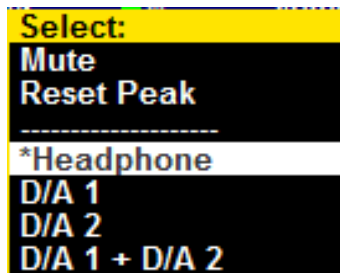 Select:
Mute
Reset Peak
--------------------
*Headphone
D/A 1
D/A 2
D/A 1 + D/A 2